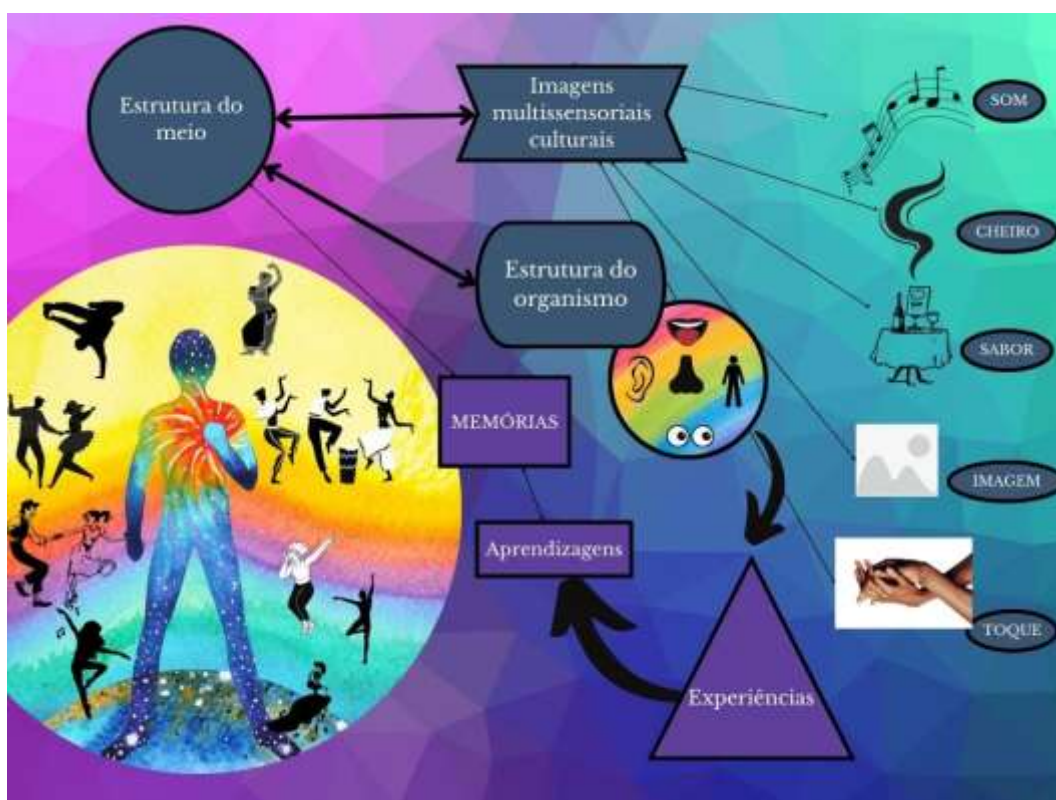 Estrutura do
meio
Imagens
multissensoriais
culturais
SOM
CHEIRO
Estrutura do
organismo
SABOR
MEMÓRIAS
IMAGEM
Aprendizagens
TOQUE
Experiências